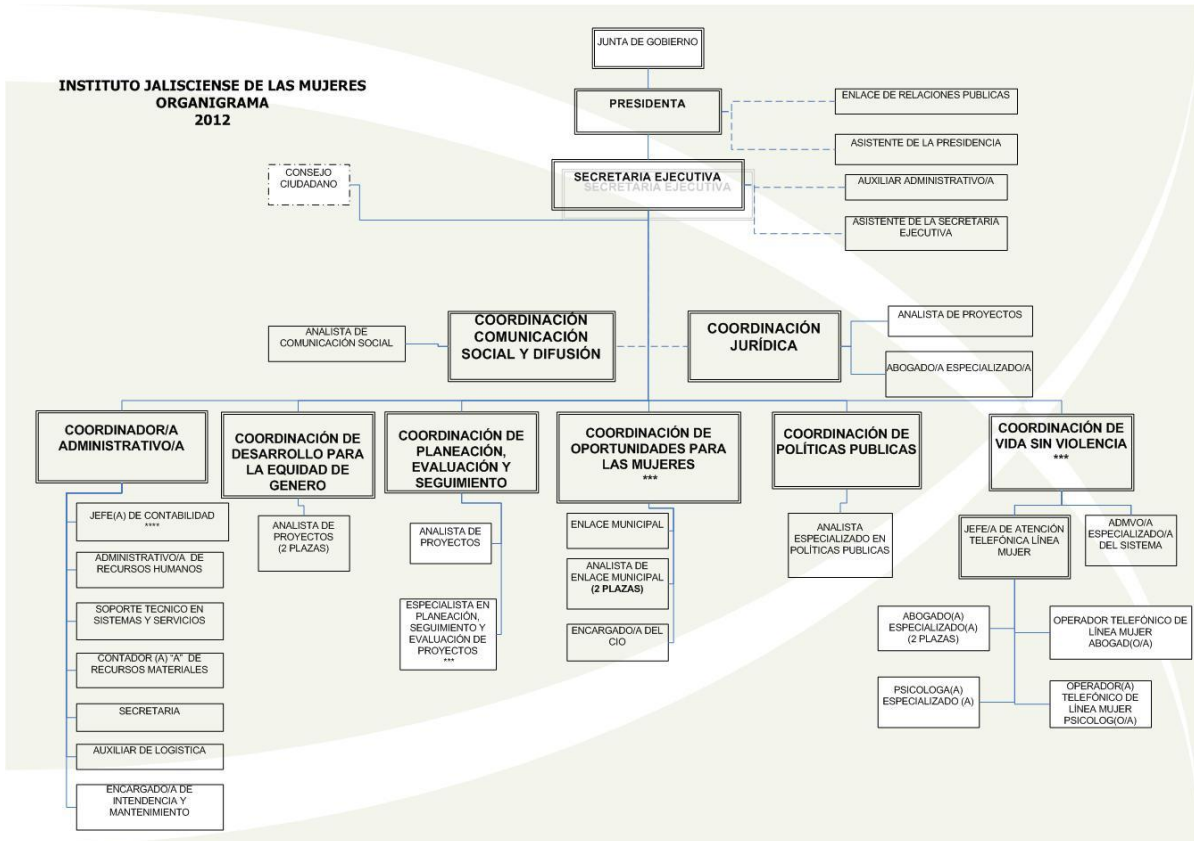 JUNTA DE GOBIERNO
INSTITUTO JALISCIENSE DE LAS MUJERES
ORGANIGRAMA
2012
PRESIDENTA
ENLACE DE RELACIONES PUBLICAS
ASISTENTE DE LA PRESIDENCIA
CONSEJO
CIUDADANO
SECRETARIA EJECUTIVA
SECRETARIA EJECUTIVA
AUXILIAR ADMINISTRATIVO/A
ASISTENTE DE LA SECRETARIA
EJECUTIVA
ANALISTA DE
COMUNICACIÓN SOCIAL
COORDINACIÓN
COMUNICACIÓN
SOCIAL Y DIFUSIÓN
COORDINACIÓN
JURÍDICA
ANALISTA DE PROYECTOS
ABOGADO/A ESPECIALIZADO/A
COORDINADOR/A
ADMINISTRATIVO/A
COORDINACIÓN DE
DESARROLLO PARA
LA EQUIDAD DE
GENERO
COORDINACIÓN DE
PLANEACIÓN,
EVALUACIÓN Y
SEGUIMIENTO
COORDINACIÓN DE
OPORTUNIDADES PARA
LAS MUJERES
***
COORDINACIÓN DE
POLÍTICAS PUBLICAS
COORDINACIÓN DE
VIDA SIN VIOLENCIA
***
JEFE(A) DE CONTABILIDAD
****
ADMINISTRATIVO/A DE
RECURSOS HUMANOS
SOPORTE TECNICO EN
SISTEMAS Y SERVICIOS
CONTADOR (A) "A" DE
RECURSOS MATERIALES
SECRETARIA
AUXILIAR DE LOGISTICA
ENCARGADO/A DE
INTENDENCIA Y
MANTENIMIENTO
ANALISTA DE
PROYECTOS
(2 PLAZAS)
ANALISTA DE
PROYECTOS
ESPECIALISTA EN
PLANEACIÓN,
SEGUIMIENTO Y
EVALUACIÓN DE
PROYECTOS
***
ENLACE MUNICIPAL
ANALISTA DE
ENLACE MUNICIPAL
(2 PLAZAS)
ENCARGADO/A DEL
CIO
ANALISTA
ESPECIALIZADO EN
POLÍTICAS PUBLICAS
JEFE/A DE ATENCIÓN
TELEFÓNICA LÍNEA
MUJER
ADMVO/A
ESPECIALIZADO/A
DEL SISTEMA
ABOGADO(A)
ESPECIALIZADO(A)
(2 PLAZAS)
OPERADOR TELEFÓNICO DE
LÍNEA MUJER
ABOGAD(O/A)
PSICOLOGA(A)
ESPECIALIZADO (A)
OPERADOR(A)
TELEFÓNICO DE
LÍNEA MUJER
PSICOLOG(O/A)